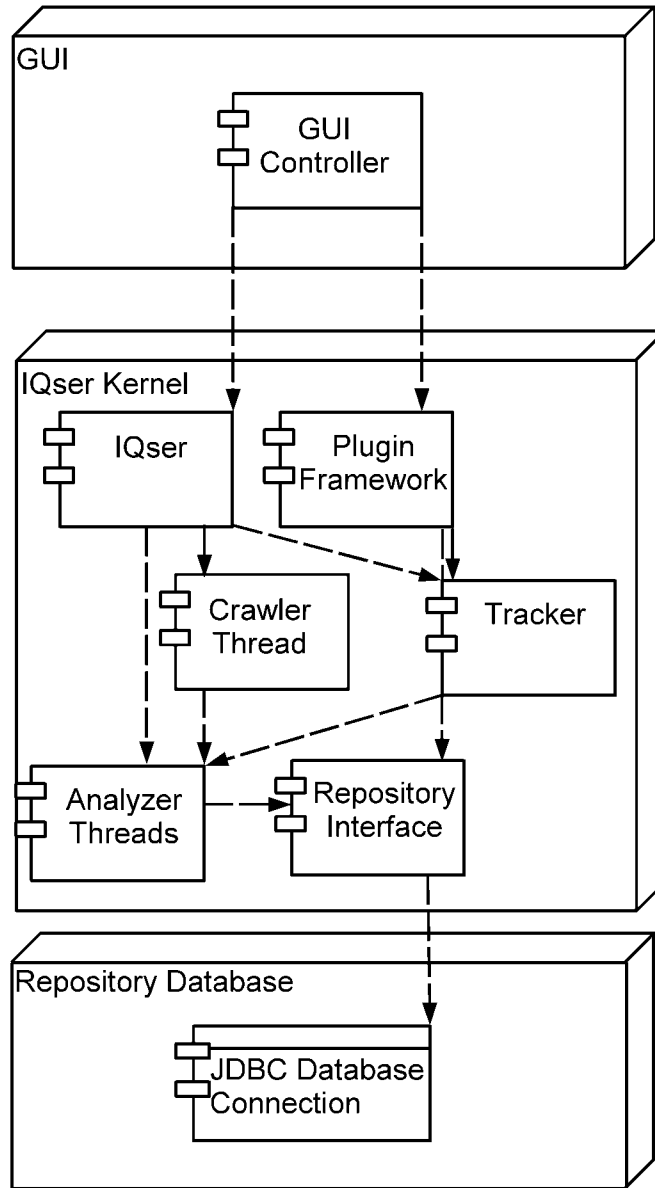 GUI
GUI
Controller
IQser Kernel
IQser
Plugin
Framework
Crawler
Thread
Tracker
Analyzer
Threads
Repository
Interface
Repository Database
JDBC Database
Connection